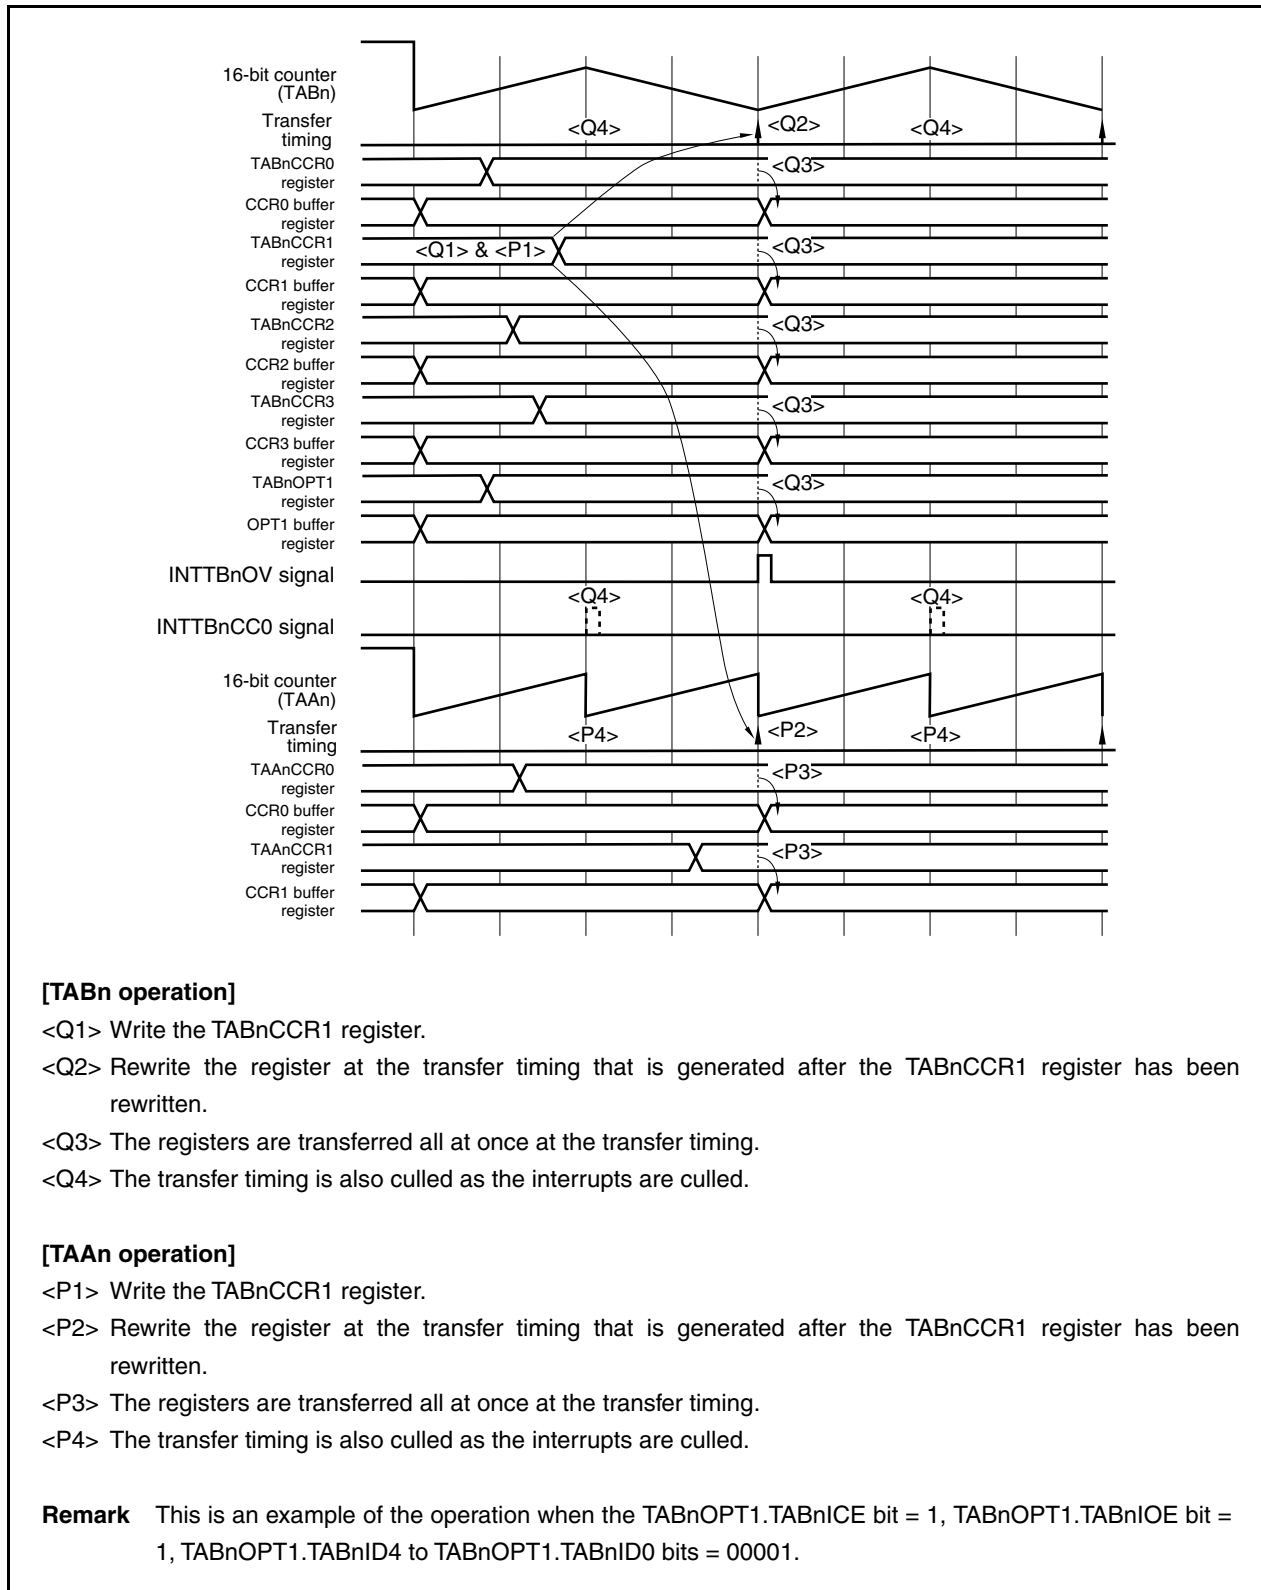 16-bit counter
(TABn)
Transfer
timing
<Q4>
<Q2>
<Q4>
TABnCCR0
register
<Q3>
CCR0 buffer
register
TABnCCR1
register
<Q1> & <P1>
<Q3>
CCR1 buffer
register
TABnCCR2
register
<Q3>
CCR2 buffer
register
TABnCCR3
register
<Q3>
CCR3 buffer
register
TABnOPT1
register
<Q3>
OPT1 buffer
register
INTTBnOV signal
<Q4>
<Q4>
INTTBnCC0 signal
16-bit counter
(TAAn)
Transfer
timing
<P4>
<P2>
<P4>
TAAnCCR0
register
<P3>
CCR0 buffer
register
TAAnCCR1
register
<P3>
CCR1 buffer
register
[TABn operation]
<Q1> Write the TABnCCR1 register.
<Q2> Rewrite the register at the transfer timing that is generated after the TABnCCR1 register has been
rewritten.
<Q3> The registers are transferred all at once at the transfer timing.
<Q4> The transfer timing is also culled as the interrupts are culled.
[TAAn operation]
<P1> Write the TABnCCR1 register.
<P2> Rewrite the register at the transfer timing that is generated after the TABnCCR1 register has been
rewritten.
<P3> The registers are transferred all at once at the transfer timing.
<P4> The transfer timing is also culled as the interrupts are culled.
Remark This is an example of the operation when the TABnOPT1.TABnICE bit = 1, TABnOPT1.TABnIOE bit =
1, TABnOPT1.TABnID4 to TABnOPT1.TABnID0 bits = 00001.